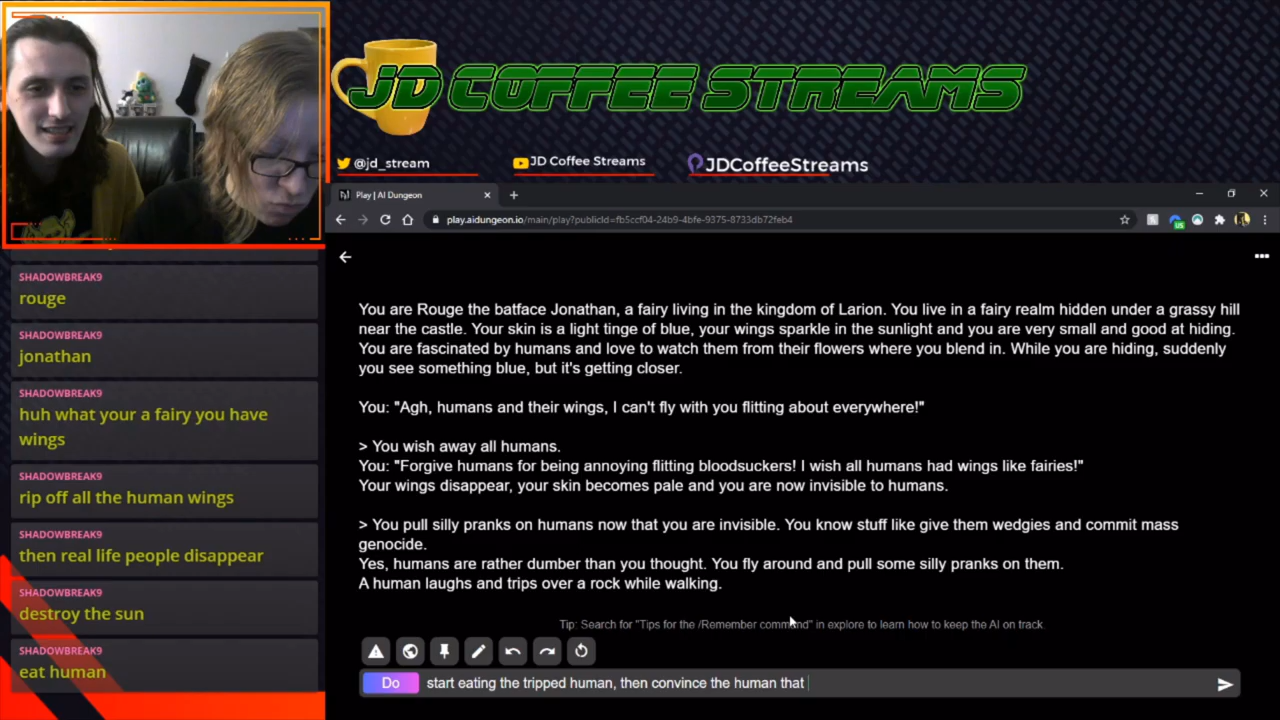 JD COFFEE STREAMS
@jd_stream
JD Coffee Streams
JDCoffeeStreams
Play | AI Dungeon
play.aidungeon.io/main/play?publicId=fb5ccf04-24b9-4bfe-9375-8733db72feb4
SHADOWBREAK9
rouge
SHADOWBREAK9
jonathan
SHADOWBREAK9
huh what your a fairy you have
wings
SHADOWBREAK9
rip off all the human wings
SHADOWBREAK9
then real life people disappear
SHADOWBREAK9
destroy the sun
SHADOWBREAK9
eat human
You are Rouge the batface Jonathan, a fairy living in the kingdom of Larion. You live in a fairy realm hidden under a grassy hill
near the castle. Your skin is a light tinge of blue, your wings sparkle in the sunlight and you are very small and good at hiding.
You are fascinated by humans and love to watch them from their flowers where you blend in. While you are hiding, suddenly
you see something blue, but it's getting closer.
You: "Agh, humans and their wings, I can't fly with you flitting about everywhere!"
> You wish away all humans.
You: "Forgive humans for being annoying flitting bloodsuckers! I wish all humans had wings like fairies!"
Your wings disappear, your skin becomes pale and you are now invisible to humans.
> You pull silly pranks on humans now that you are invisible. You know stuff like give them wedgies and commit mass
genocide.
Yes, humans are rather dumber than you thought. You fly around and pull some silly pranks on them.
A human laughs and trips over a rock while walking.
Tip: Search for "Tips for the /Remember command" in explore to learn how to keep the AI on track.
Do
start eating the tripped human, then convince the human that